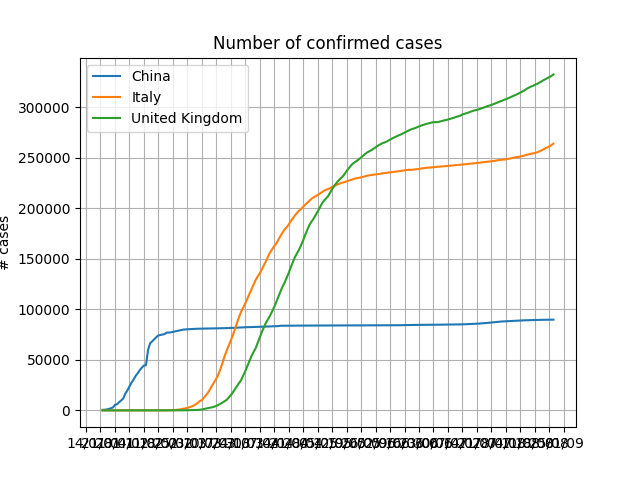 Number of confirmed cases
China
Italy
United Kingdom
# cases
300000
250000
200000
150000
100000
50000
0